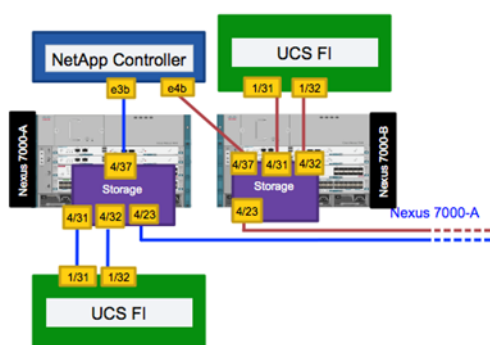 NetApp Controller
UCS FI
e3b
e4b
1/31
1/32
Nexus 7000-A
4/37
Storage
4/31
4/32
4/23
4/37
4/31
4/32
Storage
4/23
Nexus 7000-B
Nexus 7000-A
1/31
1/32
UCS FI